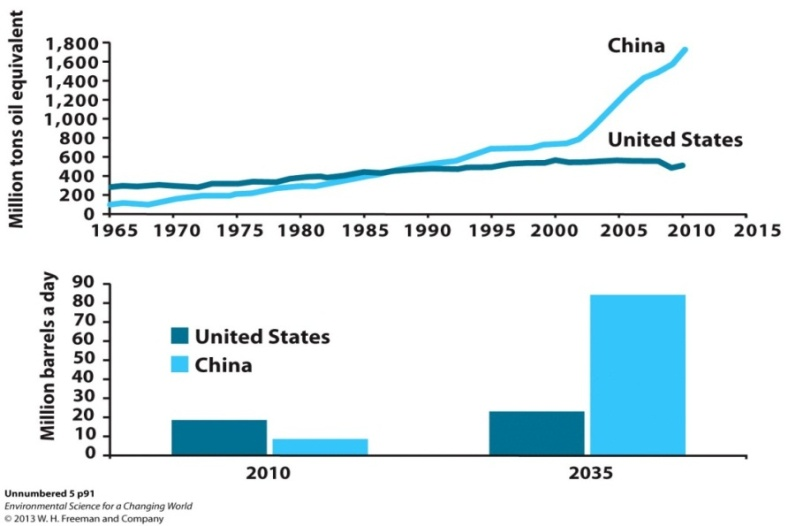 Million tons oil equivalent
1,800
1,600
1,400
1,200
1,000
800
600
400
200
0
China
United States
1965 1970 1975 1980 1985 1990 1995 2000 2005 2010 2015
Million barrels a day
90
80
70
60
50
40
30
20
10
0
United States
China
2010 2035
Unnumbered 5 p91
Environmental Science for a Changing World
© 2013 W. H. Freeman and Company